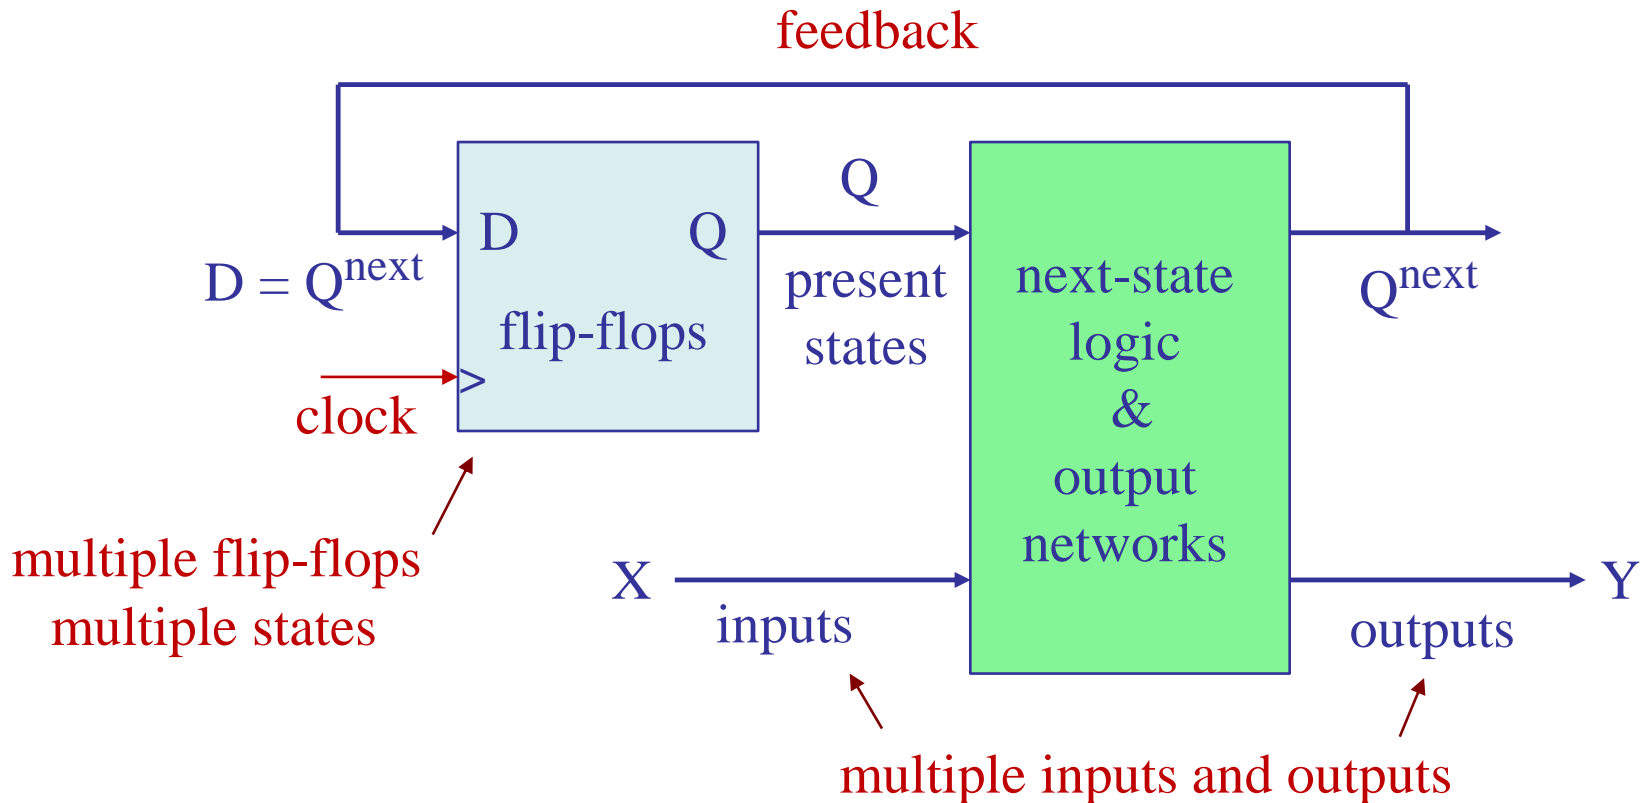 feedback
D Q
flip-flops
>
D = Q^next
clock
Q
present
states
next-state
logic
&
output
networks
Q^next
multiple flip-flops
multiple states
X
inputs
Y
outputs
multiple inputs and outputs